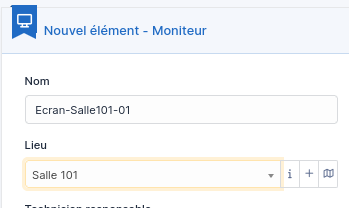 Nouvel élément - Moniteur
Nom
Ecran-Salle101-01
Lieu
Salle 101